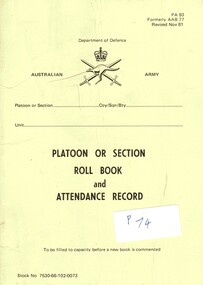 PA 93
Formerly AAB 77
Revised Nov 81
Department of Defence
AUSTRALIAN ARMY
Platoon or Section Coy/Sqn/Bty
Unit
PLATOON OR SECTION
ROLL BOOK
and
ATTENDANCE RECORD
P 74
To be filled to capacity before a new book is commenced
Stock No 7530-66-102-0073